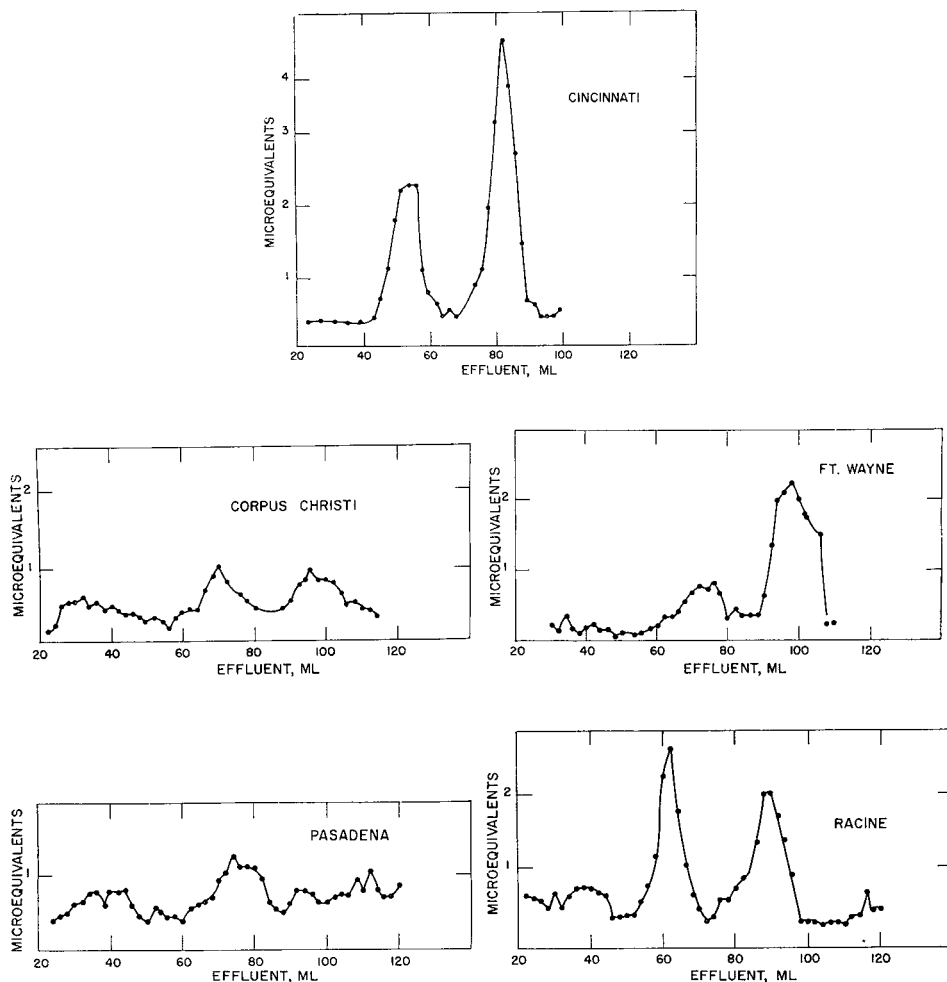 CINCINNATI
MICROEQUIVALENTS
4
3
2
1
20 40 60 80 100 120
EFFLUENT, ML
CORPUS CHRISTI
MICROEQUIVALENTS
2
1
20 40 60 80 100 120
EFFLUENT, ML
FT. WAYNE
MICROEQUIVALENTS
2
1
20 40 60 80 100 120
EFFLUENT, ML
PASADENA
MICROEQUIVALENTS
1
20 40 60 80 100 120
EFFLUENT, ML
RACINE
MICROEQUIVALENTS
2
1
20 40 60 80 100 120
EFFLUENT, ML